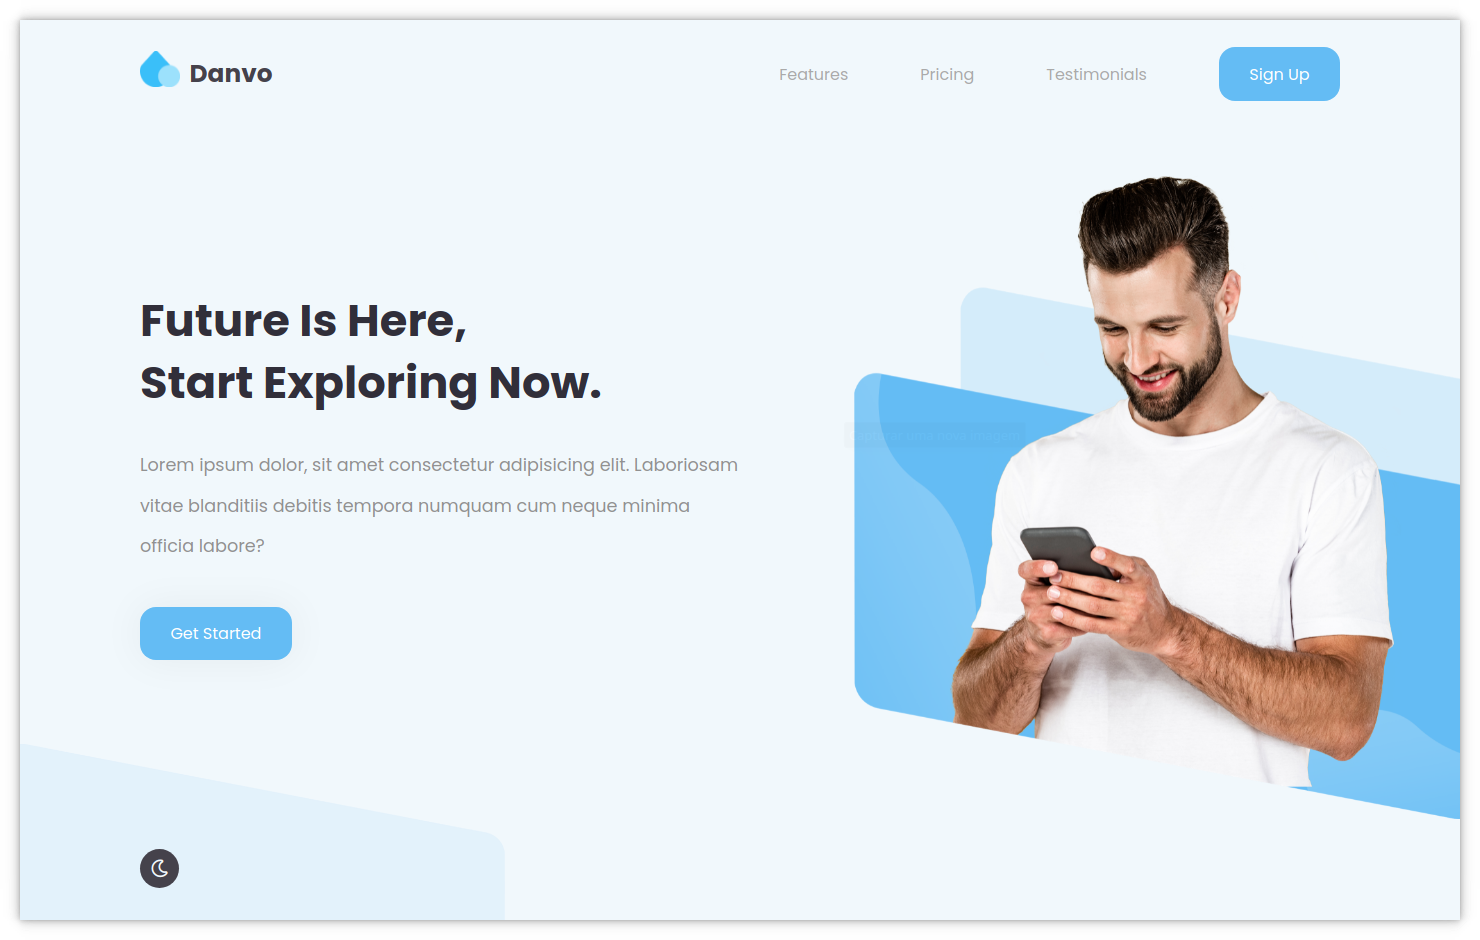 Danvo
Features
Pricing
Testimonials
Sign Up
Future Is Here,
Start Exploring Now.
Lorem ipsum dolor, sit amet consectetur adipisicing elit. Laboriosam
vitae blanditiis debitis tempora numquam cum neque minima
officia labore?
Get Started